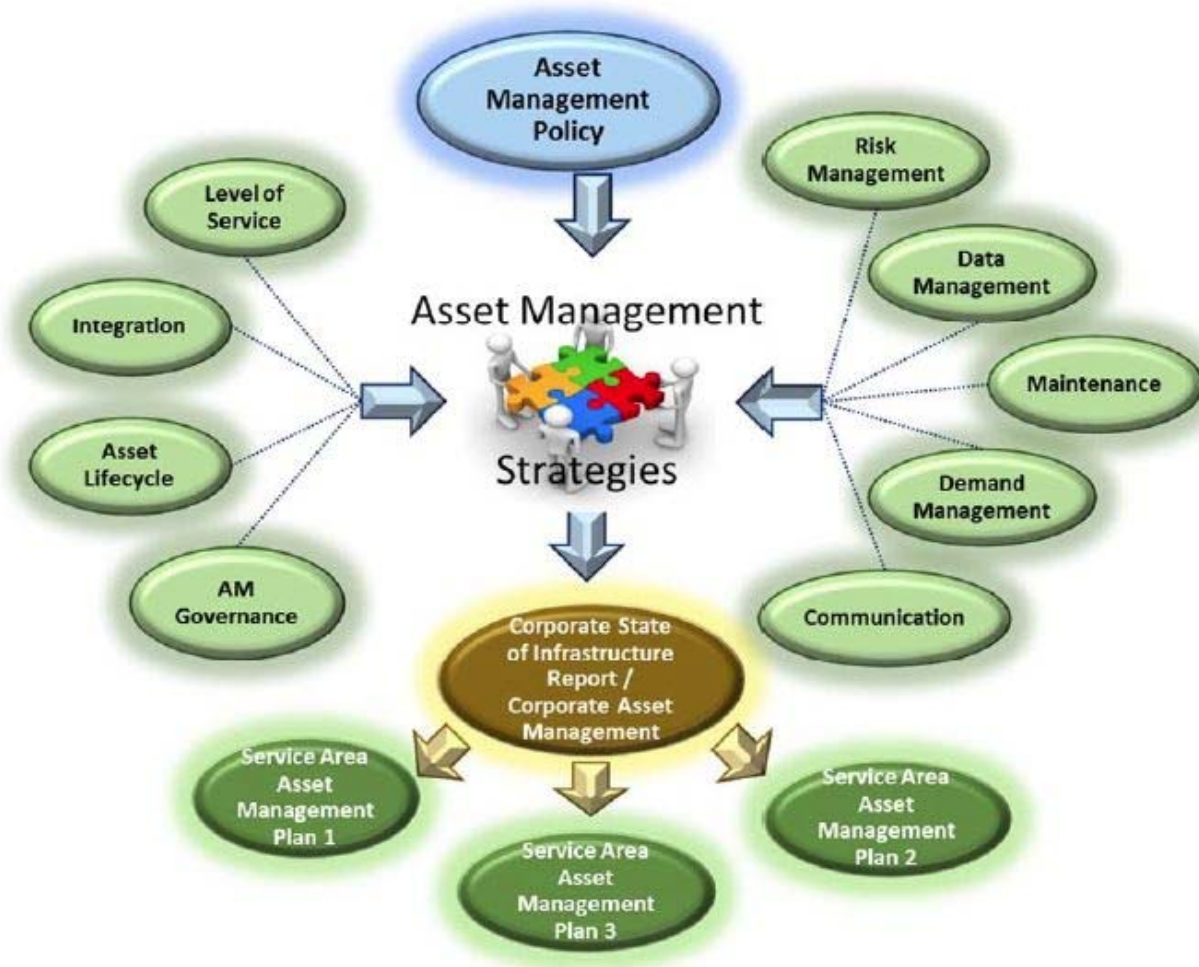 Asset
Management
Policy
Risk
Management
Level of
Service
Data
Management
Integration
Asset Management
Maintenance
Asset
Lifecycle
Strategies
Demand
Management
AM
Governance
Communication
Corporate State
of Infrastructure
Report /
Corporate Asset
Management
Service Area
Asset
Management
Plan 1
Service Area
Asset
Management
Plan 2
Service Area
Asset
Management
Plan 3